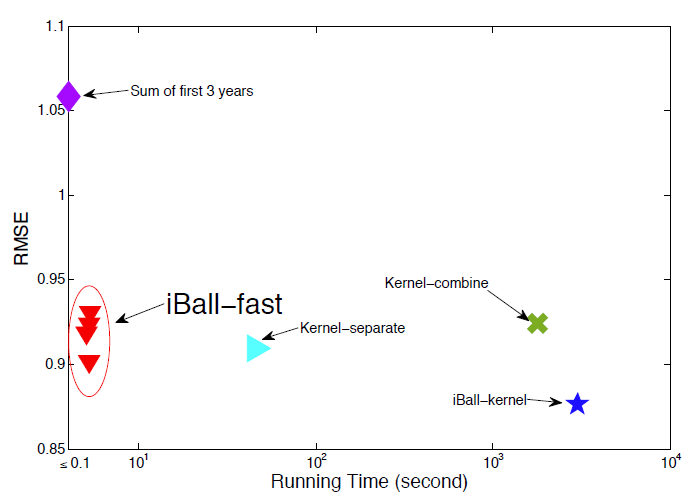 1.1
Sum of first 3 years
1.05
1
RMSE
0.95
Kernel-combine
iBall-fast
Kernel-separate
0.9
iBall-kernel
0.85
≤ 0.1 10¹ 10² 10³ 10⁴
Running Time (second)